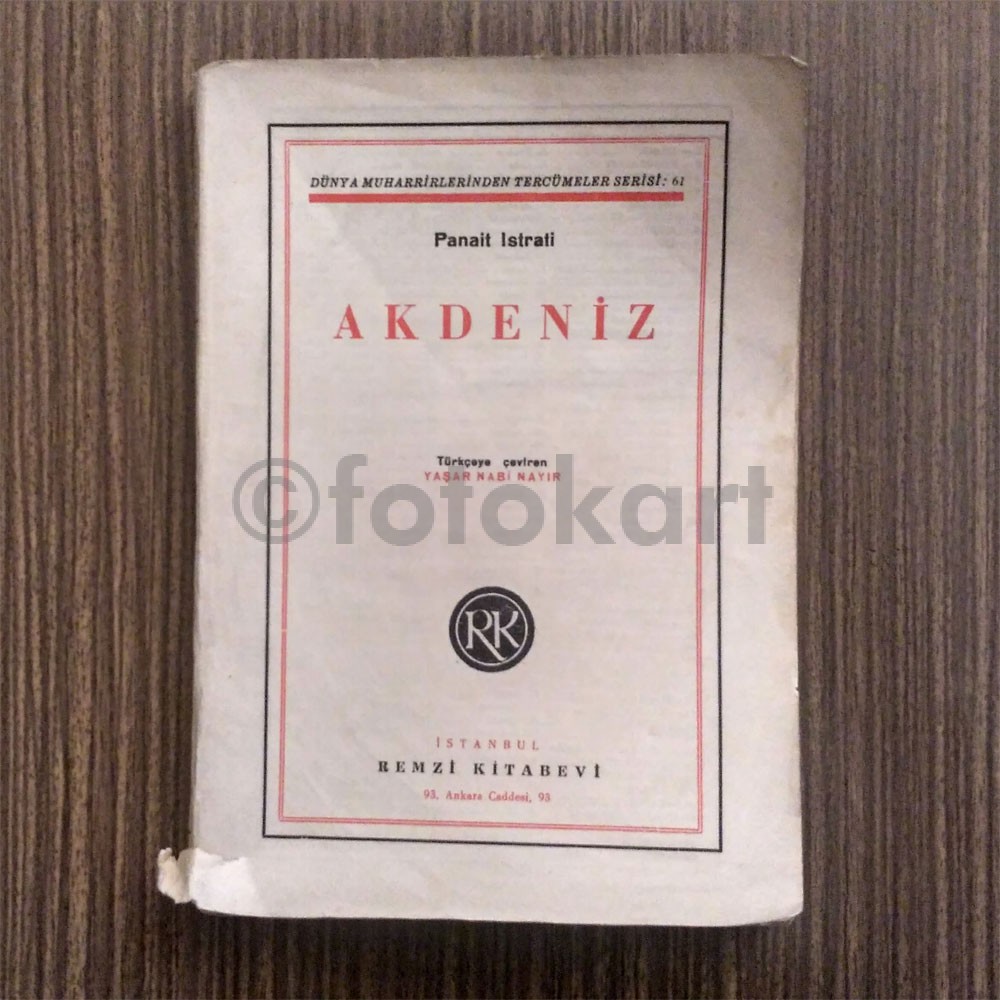 DÜNYA MUHARRİRLERİNDEN TERCÜMELER SERİSİ: 61
Panait Istrati
AKDENİZ
Türkçeye çeviren
YAŞAR NABİ NAYIR
©fotokart
RK
İSTANBUL
REMZİ KİTABEVİ
93, Ankara Caddesi, 93